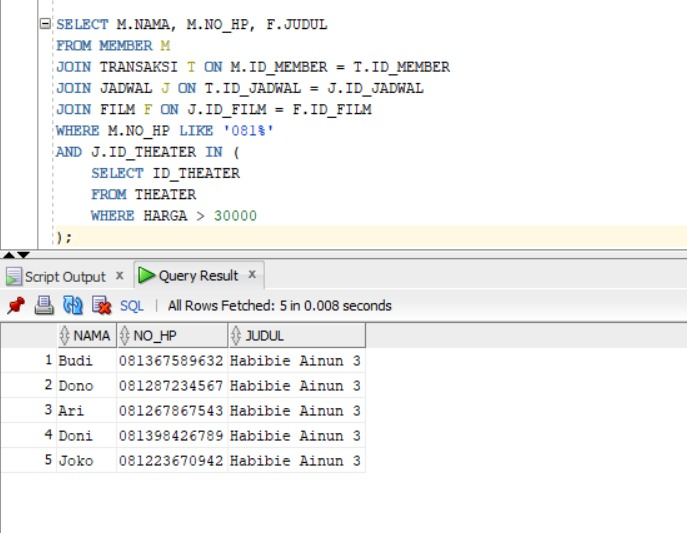 SELECT M.NAMA, M.NO_HP, F.JUDUL
FROM MEMBER M
JOIN TRANSAKSI T ON M.ID_MEMBER = T.ID_MEMBER
JOIN JADWAL J ON T.ID_JADWAL = J.ID_JADWAL
JOIN FILM F ON J.ID_FILM = F.ID_FILM
WHERE M.NO_HP LIKE '081%'
AND J.ID_THEATER IN (
    SELECT ID_THEATER
    FROM THEATER
    WHERE HARGA > 30000
);
Script Output x Query Result x
SQL | All Rows Fetched: 5 in 0.008 seconds
NAMA NO_HP JUDUL
1 Budi 081367589632 Habibie Ainun 3
2 Dono 081287234567 Habibie Ainun 3
3 Ari 081267867543 Habibie Ainun 3
4 Doni 081398426789 Habibie Ainun 3
5 Joko 081223670942 Habibie Ainun 3